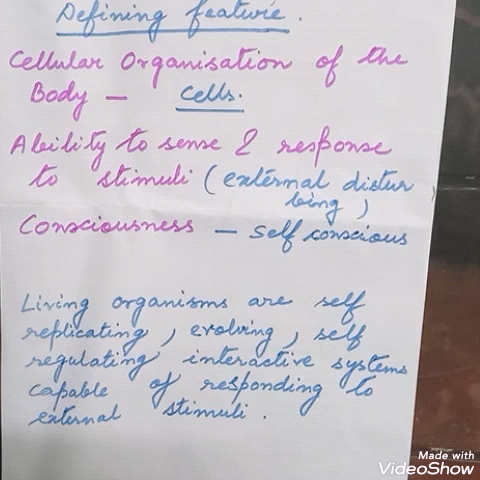 Defining feature.
Cellular Organisation of the
Body – Cells.
Ability to sense & response
to stimuli (external distur
bing)
Consciousness – Self conscious
Living organisms are self
replicating, evolving, self
regulating interactive systems
capable of responding to
external stimuli.
Made with
VideoShow